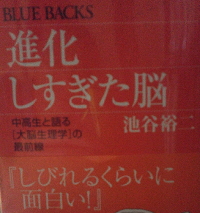 BLUE BACKS
進化
しすぎた脳
中高生と語る
[大脳生理学]の
最前線
池谷裕二
『しびれるくらいに
面白い!』